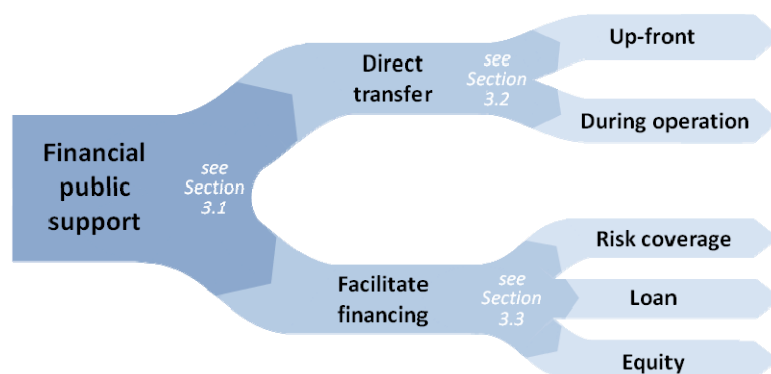 Financial
public
support
see
Section
3.1
Direct
transfer
see
Section
3.2
Up-front
During operation
Facilitate
financing
see
Section
3.3
Risk coverage
Loan
Equity